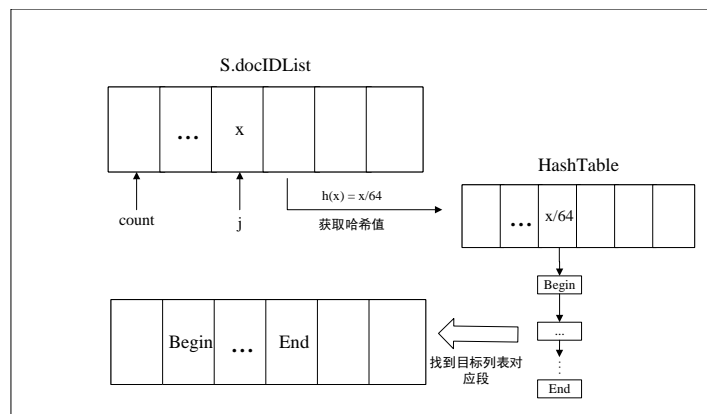 S.docIDList
... x
count
j
h(x) = x/64
获取哈希值
HashTable
... x/64
Begin
...
End
Begin ... End
找到目标列表对
应段